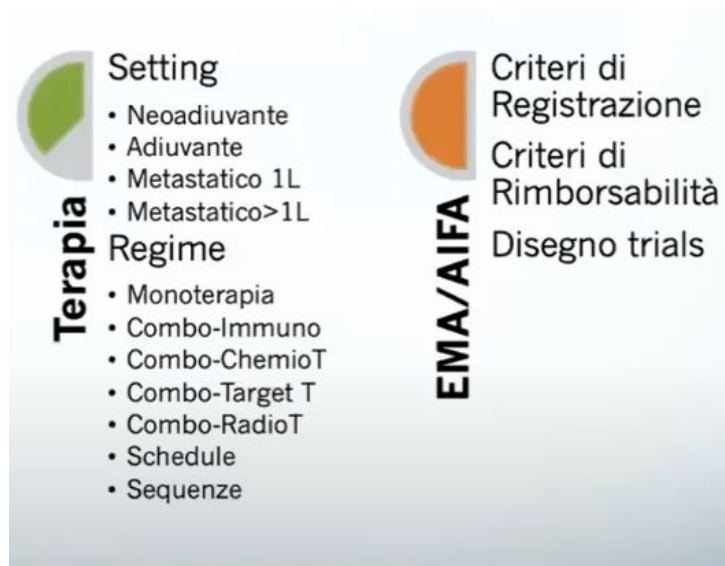 Terapia
Setting
• Neoadiuvante
• Adiuvante
• Metastatico 1L
• Metastatico>1L
Regime
• Monoterapia
• Combo-Immuno
• Combo-ChemioT
• Combo-Target T
• Combo-RadioT
• Schedule
• Sequenze
EMA/AIFA
Criteri di
Registrazione
Criteri di
Rimborsabilità
Disegno trials